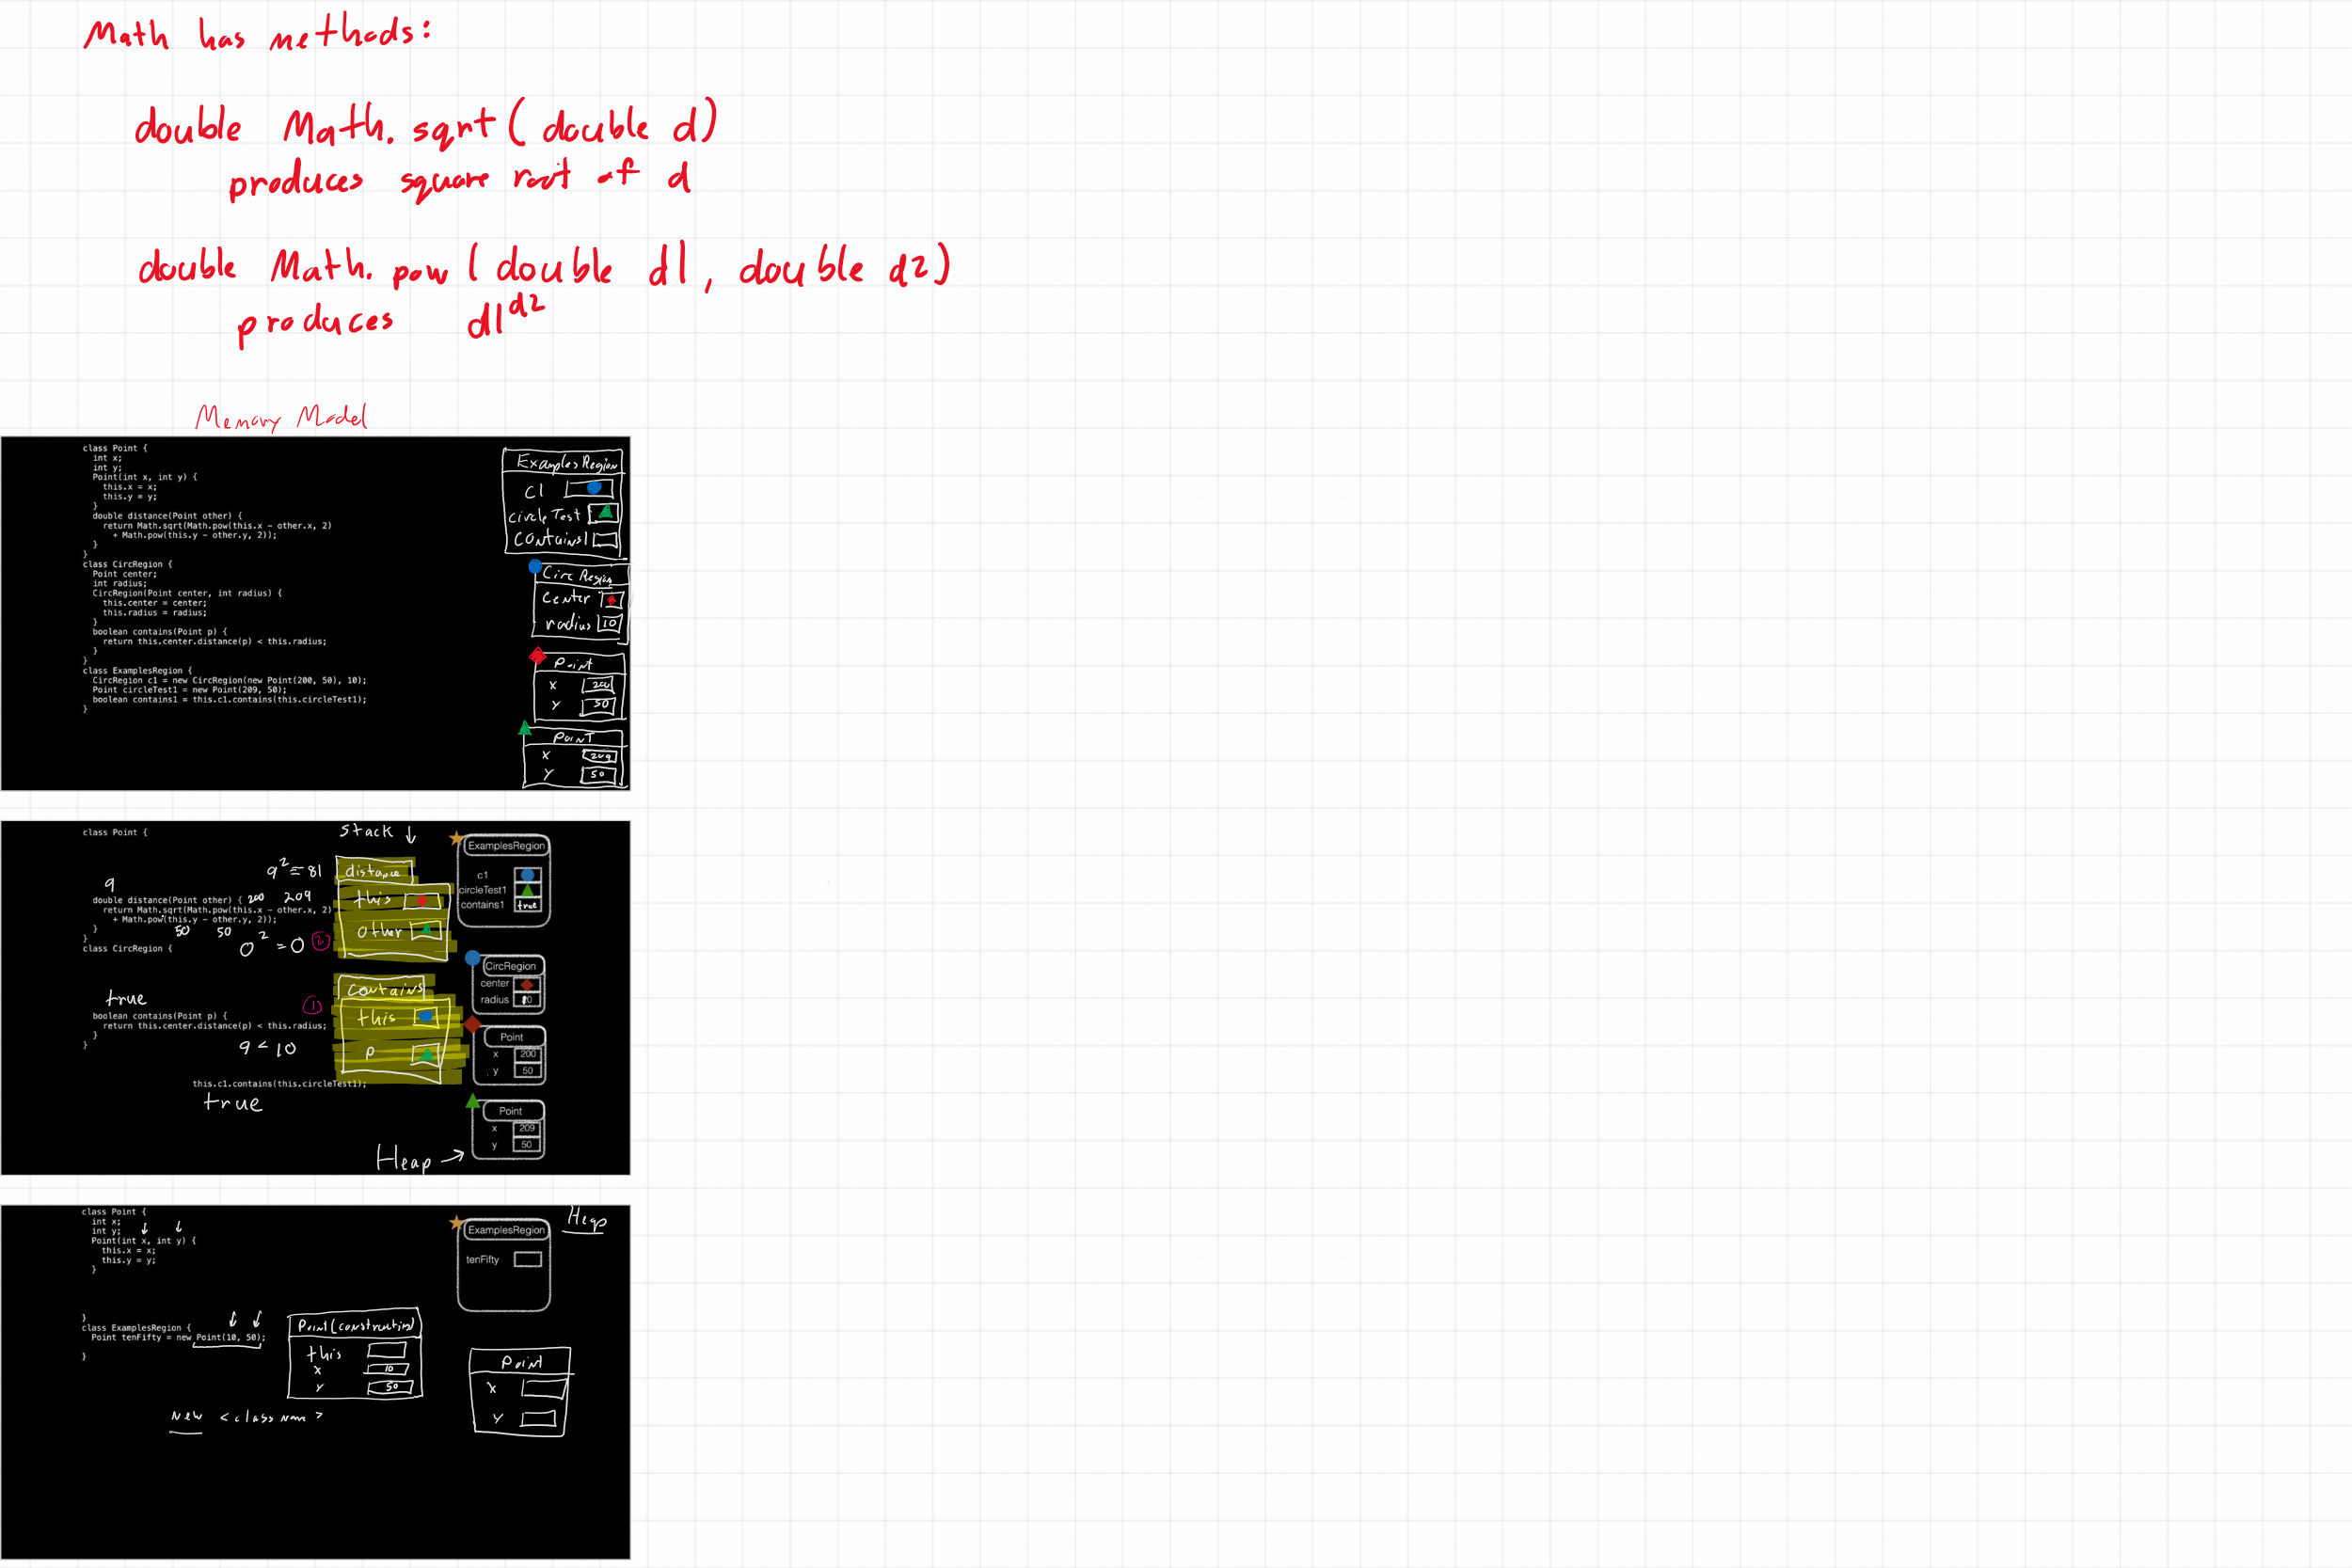 Math has methods:
double Math.sqrt(double d)
produces square root of d
double Math.pow(double d1, double d2)
produces d1^d2
Memory Model
class Point {
int x;
int y;
Point(int x, int y) {
this.x = x;
this.y = y;
}
double distance(Point other) {
return Math.sqrt(Math.pow(this.x - other.x, 2)
+ Math.pow(this.y - other.y, 2));
}
}
class CircRegion {
Point center;
int radius;
CircRegion(Point center, int radius) {
this.center = center;
this.radius = radius;
}
boolean contains(Point p) {
return this.center.distance(p) < this.radius;
}
}
class ExamplesRegion {
CircRegion c1 = new CircRegion(new Point(200, 50), 10);
Point circleTest1 = new Point(209, 50);
boolean contains1 = this.c1.contains(this.circleTest1);
}
ExamplesRegion
c1
circleTest
contains1
CircRegion
center
radius 10
Point
x 200
y 50
Point
x 209
y 50
class Point {
9
double distance(Point other) { 200 209
return Math.sqrt(Math.pow(this.x - other.x, 2)
+ Math.pow(this.y - other.y, 2));
}
50 50
}
class CircRegion {
9² = 81
0² = 0
true
boolean contains(Point p) {
return this.center.distance(p) < this.radius;
}
9 < 10
}
this.c1.contains(this.circleTest1);
true
Stack ↓
distance
this
other
2
contains
1
this
p
ExamplesRegion
c1
circleTest1
contains1 true
CircRegion
center
radius
Point
x 200
y 50
Point
x 209
y 50
Heap →
class Point {
int x;
int y;
Point(int x, int y) {
this.x = x;
this.y = y;
}
}
class ExamplesRegion {
Point tenFifty = new Point(10, 50);
}
new <class name>
Point(constructing)
this
x 10
y 50
Heap
ExamplesRegion
tenFifty
Point
x
y